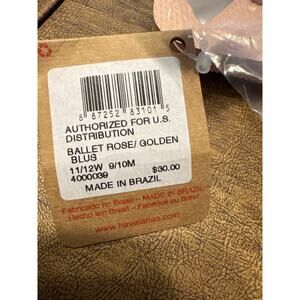 8 87252 83101 5
AUTHORIZED FOR U.S.
DISTRIBUTION
BALLET ROSE/ GOLDEN
BLUS
11/12W 9/10M
4000039 $30.00
MADE IN BRAZIL
Fabricado no Brasil – MADE IN BRAZIL
Hecho en Brasil – Fabriqué au Brésil
www.havaianas.com